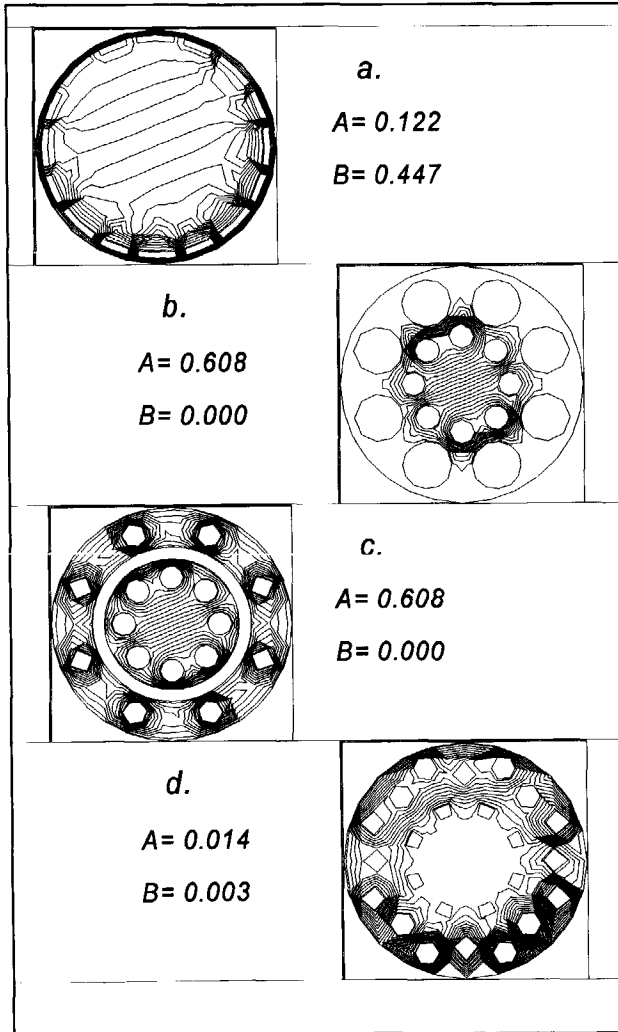 a.
A= 0.122
B= 0.447
b.
A= 0.608
B= 0.000
c.
A= 0.608
B= 0.000
d.
A= 0.014
B= 0.003